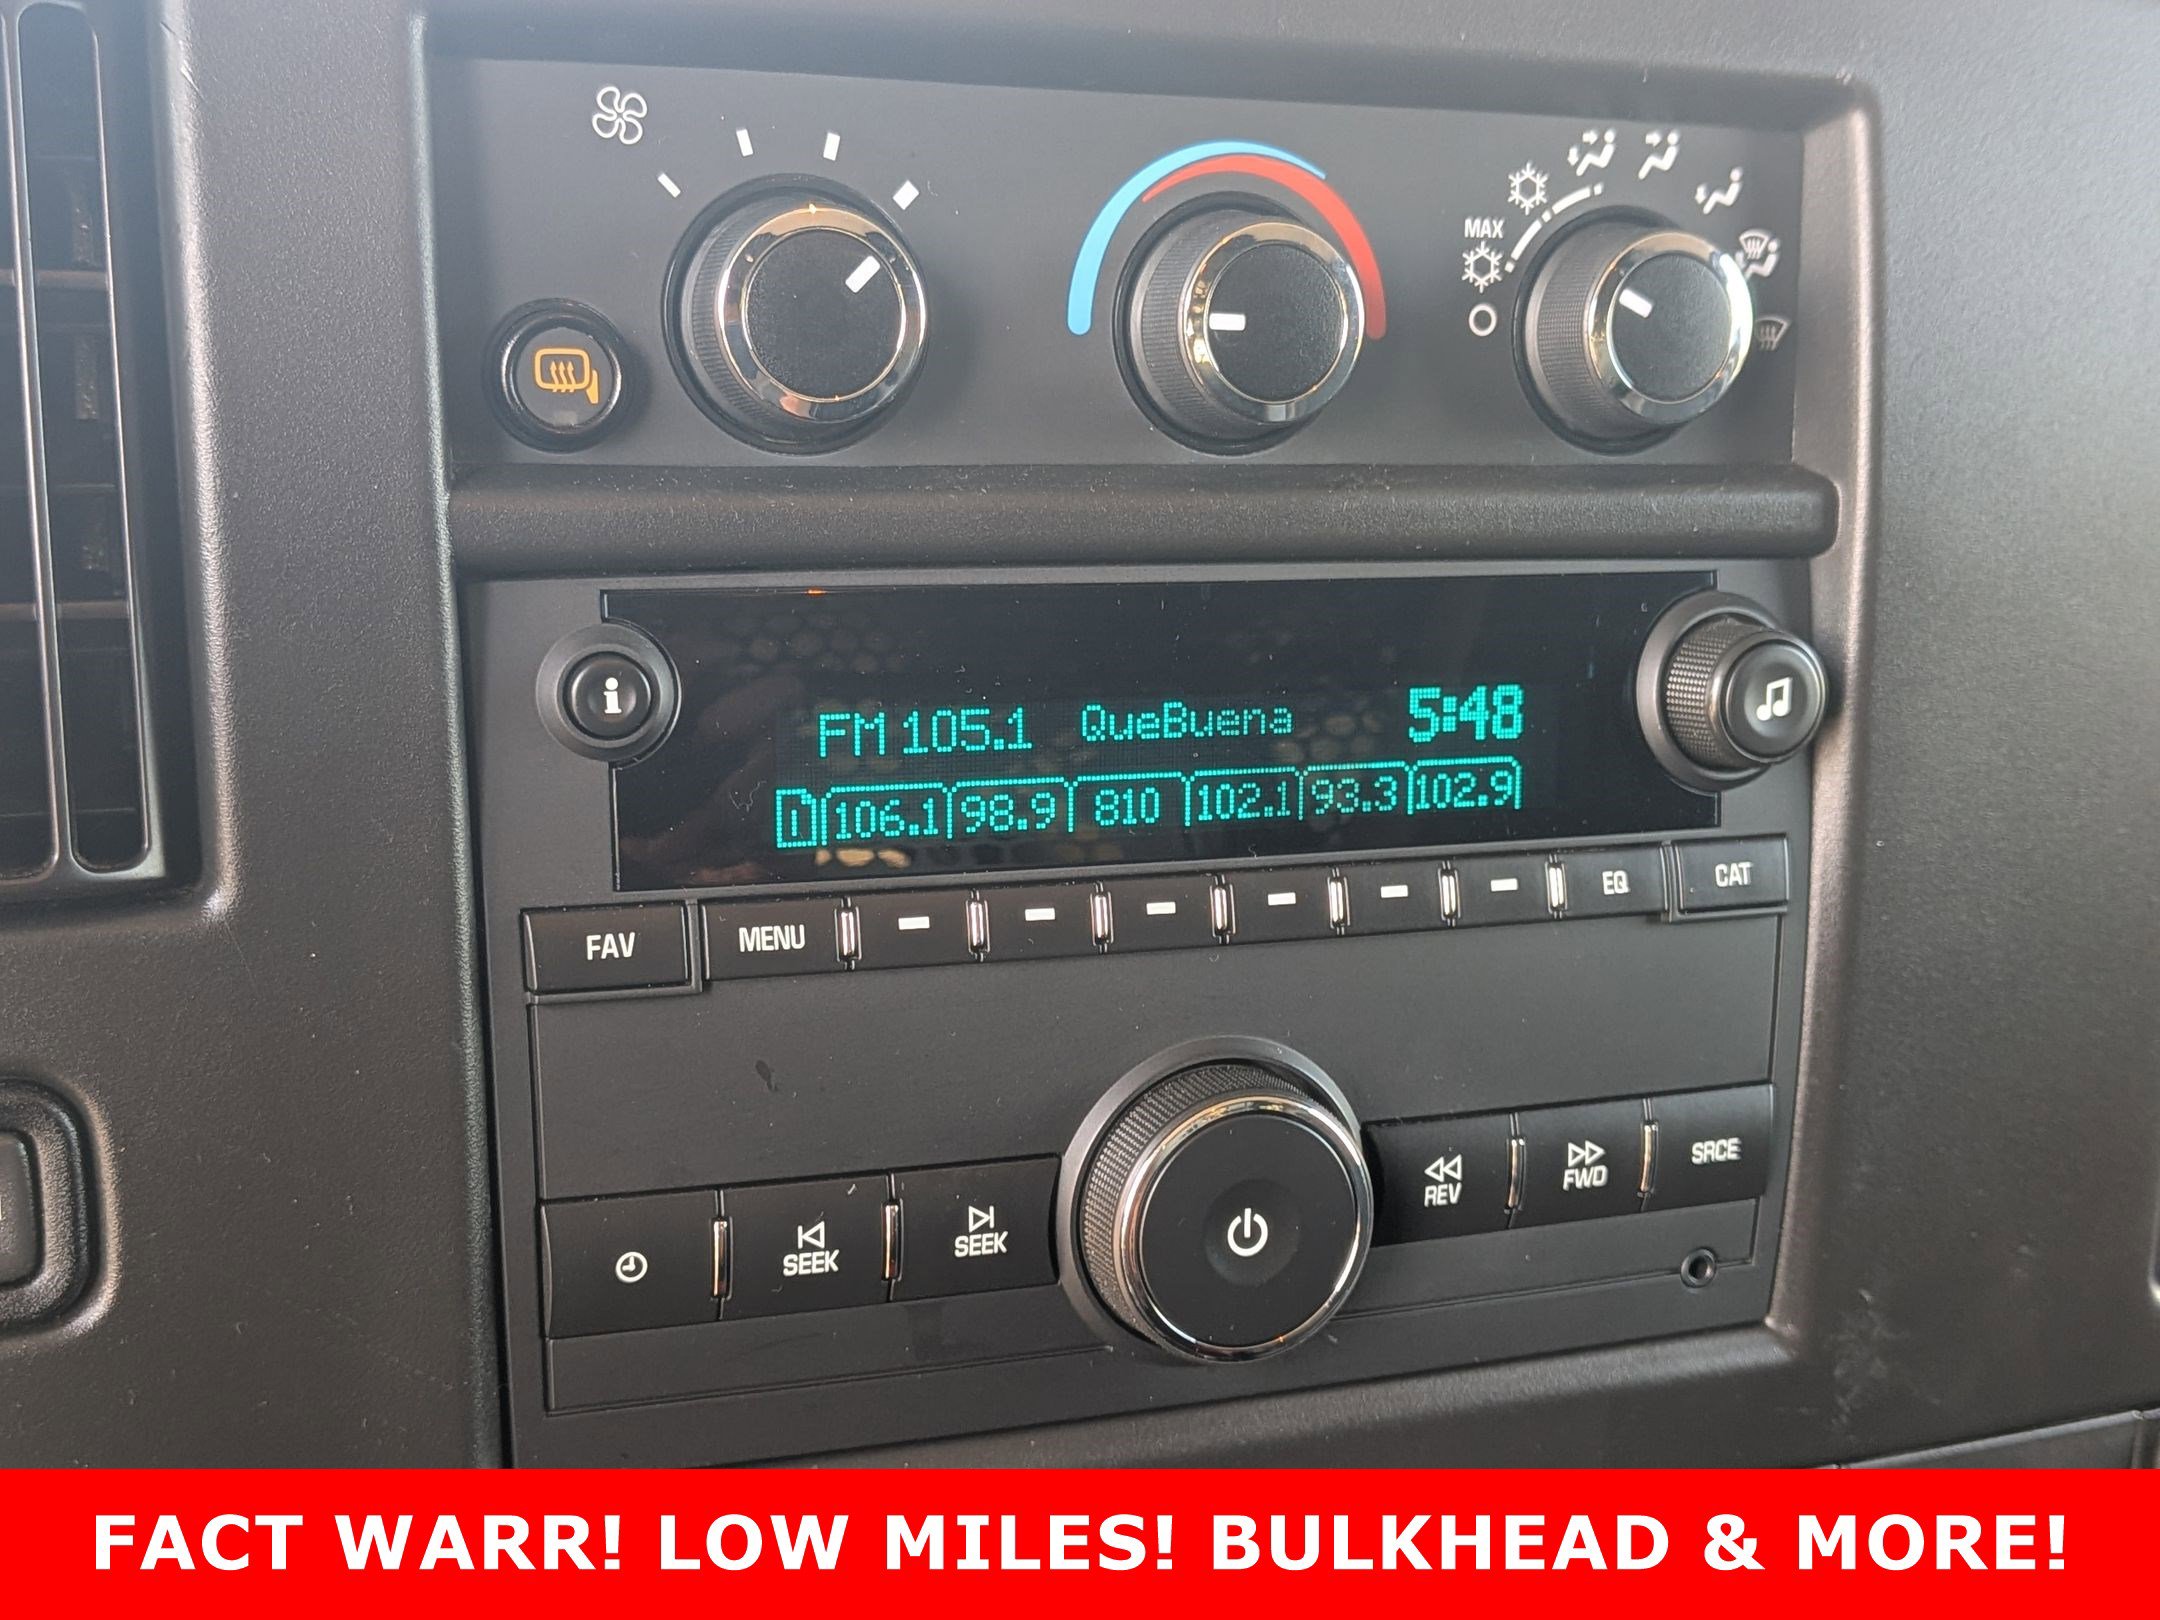 MAX
i
FM 105.1 QueBuena 5:48
1 106.1 98.9 810 102.1 93.3 102.9
FAV MENU EQ CAT
SEEK SEEK REV FWD SRCE
FACT WARR! LOW MILES! BULKHEAD & MORE!